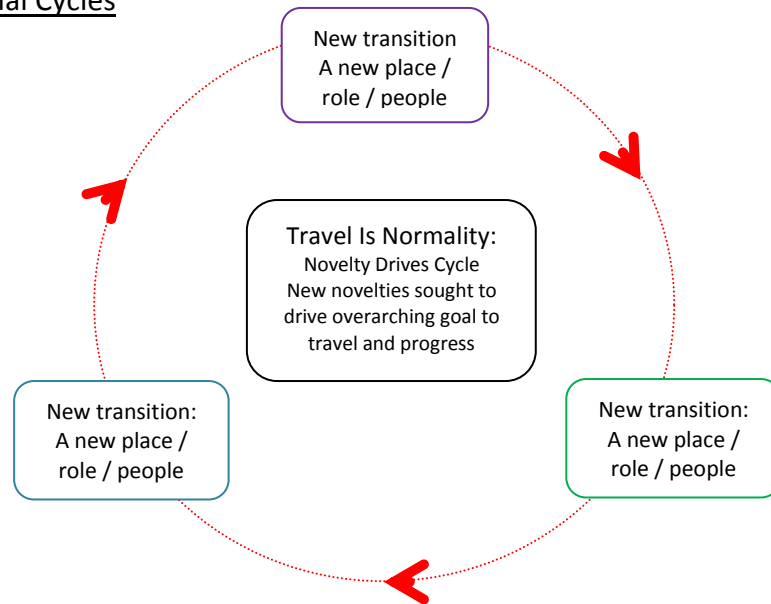 Cycles
New transition
A new place /
role / people
Travel Is Normality:
Novelty Drives Cycle
New novelties sought to
drive overarching goal to
travel and progress
New transition:
A new place /
role / people
New transition:
A new place /
role / people